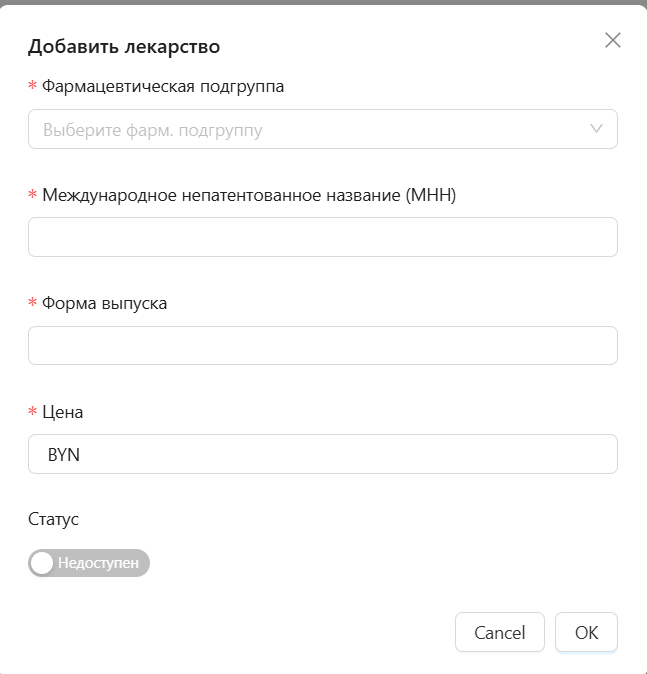 Добавить лекарство
* Фармацевтическая подгруппа
Выберите фарм. подгруппу
* Международное непатентованное название (МНН)
* Форма выпуска
* Цена
BYN
Статус
Недоступен
Cancel OK